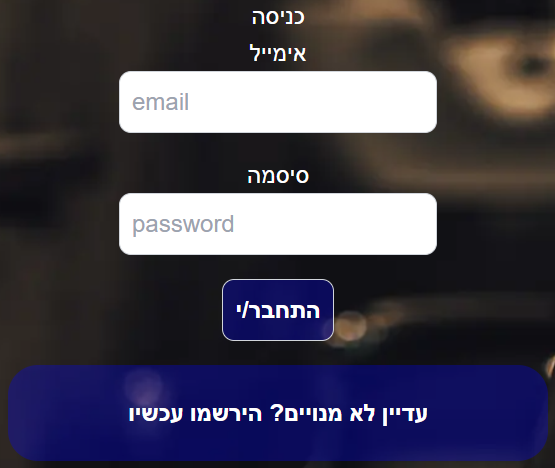 כניסה
אימייל
email
סיסמה
password
התחבר/י
עדיין לא מנויים? הירשמו עכשיו